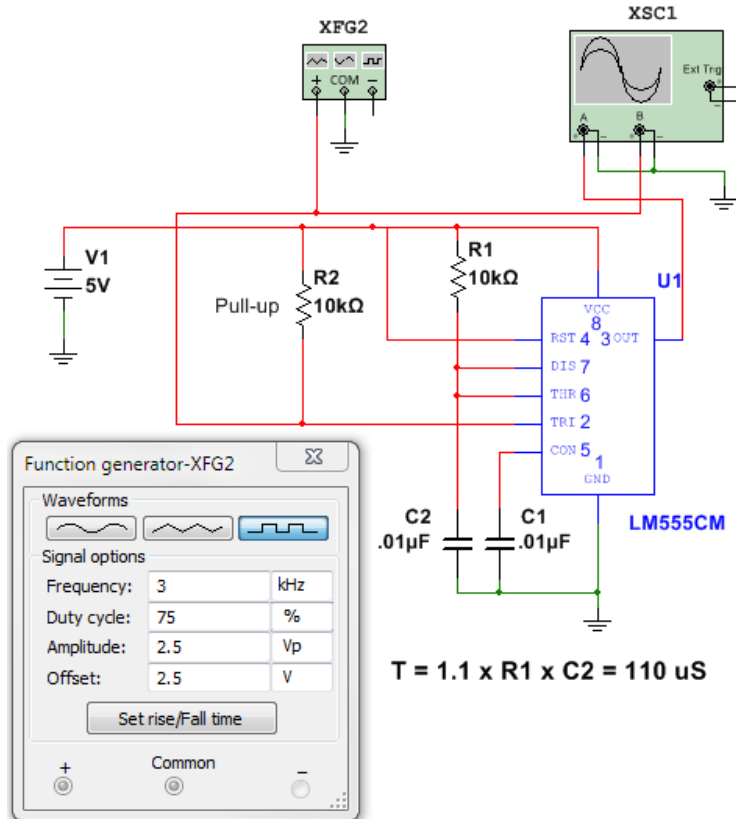 XFG2
XSC1
COM
+ −
Ext Trig
+
−
A
B
+ − + −
V1
5V
R2
10kΩ
Pull-up
R1
10kΩ
U1
VCC
8
RST 4 3 OUT
DIS 7
THR 6
TRI 2
CON 5
1
GND
LM555CM
C2
.01µF
C1
.01µF
T = 1.1 x R1 x C2 = 110 uS
Function generator-XFG2
Waveforms
Signal options
Frequency: 3 kHz
Duty cycle: 75 %
Amplitude: 2.5 Vp
Offset: 2.5 V
Set rise/Fall time
+ Common −